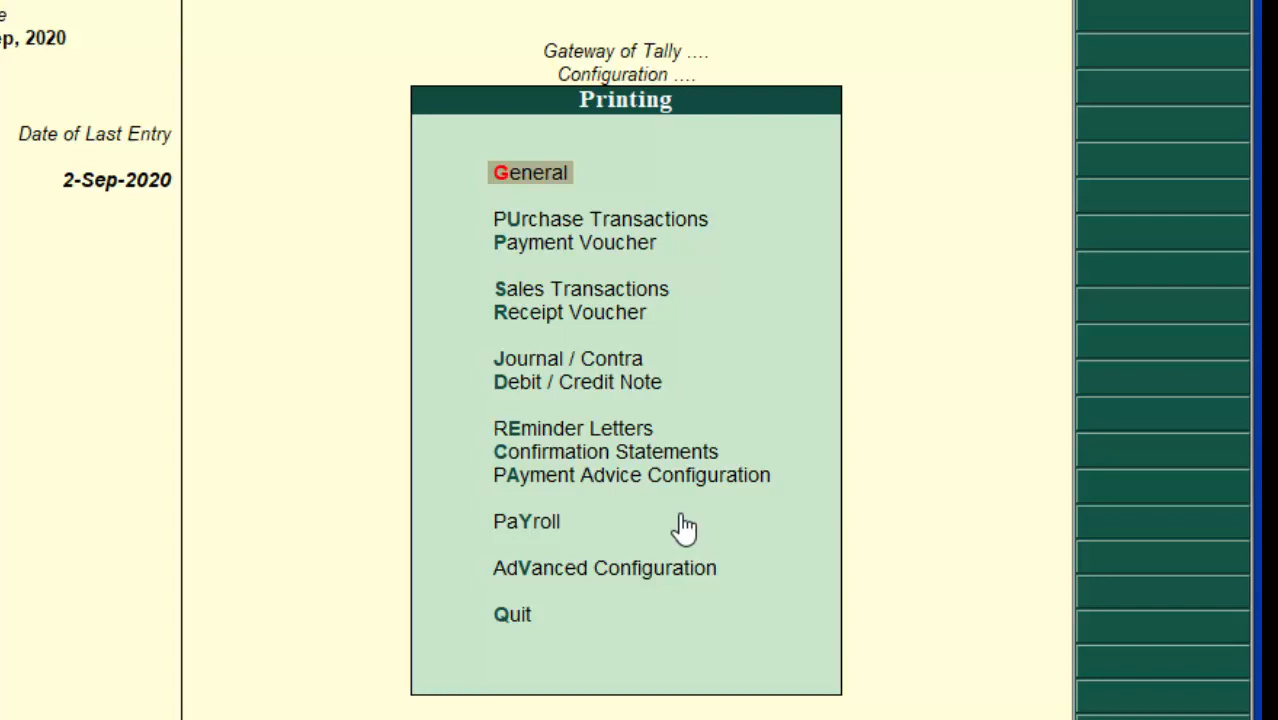 e
ep, 2020
Date of Last Entry
2-Sep-2020
Gateway of Tally ....
Configuration ....
Printing
General
PUrchase Transactions
Payment Voucher
Sales Transactions
Receipt Voucher
Journal / Contra
Debit / Credit Note
REminder Letters
Confirmation Statements
PAyment Advice Configuration
PaYroll
AdVanced Configuration
Quit